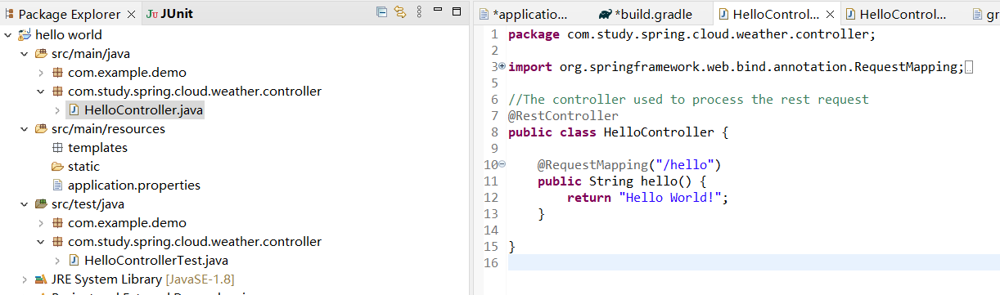 Package Explorer
JUnit
hello world
src/main/java
com.example.demo
com.study.spring.cloud.weather.controller
HelloController.java
src/main/resources
templates
static
application.properties
src/test/java
com.example.demo
com.study.spring.cloud.weather.controller
HelloControllerTest.java
JRE System Library [JavaSE-1.8]
*applicatio...
*build.gradle
HelloControl...
HelloControl...
gr
1 package com.study.spring.cloud.weather.controller;
2
3 import org.springframework.web.bind.annotation.RequestMapping;
5
6 //The controller used to process the rest request
7 @RestController
8 public class HelloController {
9
10 @RequestMapping("/hello")
11 public String hello() {
12 return "Hello World!";
13 }
14
15 }
16